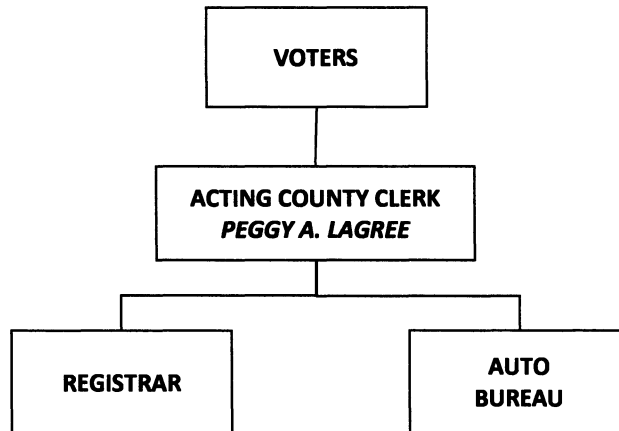 VOTERS
ACTING COUNTY CLERK
PEGGY A. LAGREE
REGISTRAR
AUTO
BUREAU